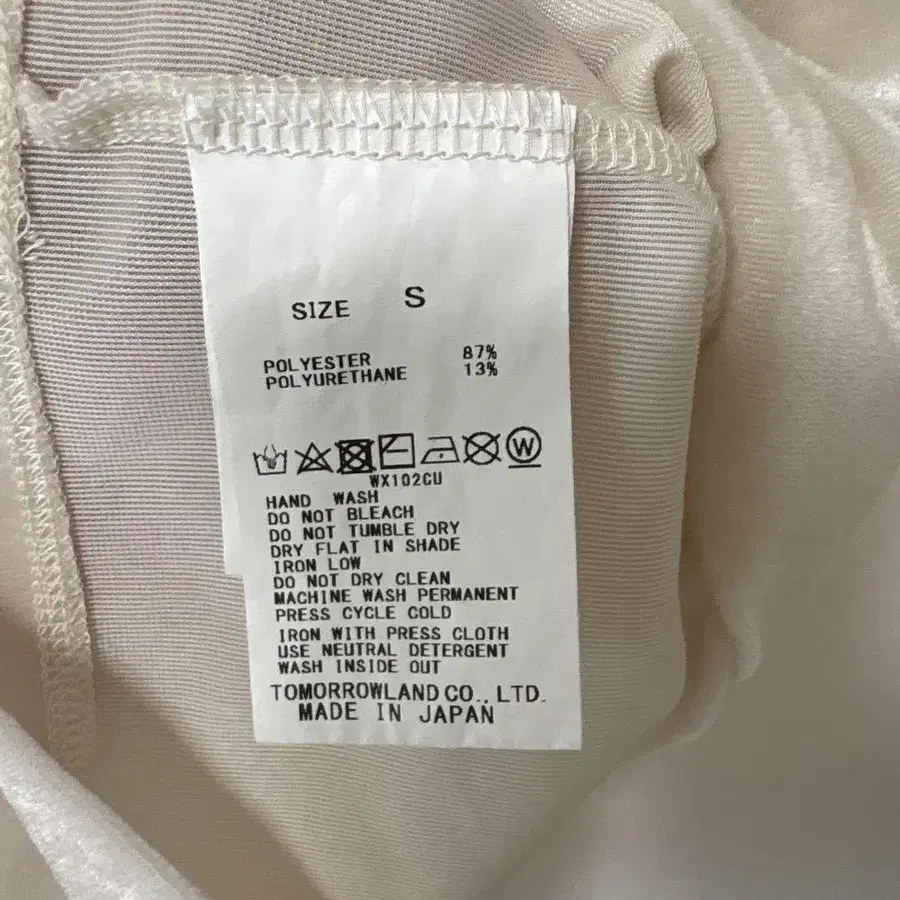 SIZE S
POLYESTER 87%
POLYURETHANE 13%
W
WX102CU
HAND WASH
DO NOT BLEACH
DO NOT TUMBLE DRY
DRY FLAT IN SHADE
IRON LOW
DO NOT DRY CLEAN
MACHINE WASH PERMANENT
PRESS CYCLE COLD
IRON WITH PRESS CLOTH
USE NEUTRAL DETERGENT
WASH INSIDE OUT
TOMORROWLAND CO., LTD.
MADE IN JAPAN